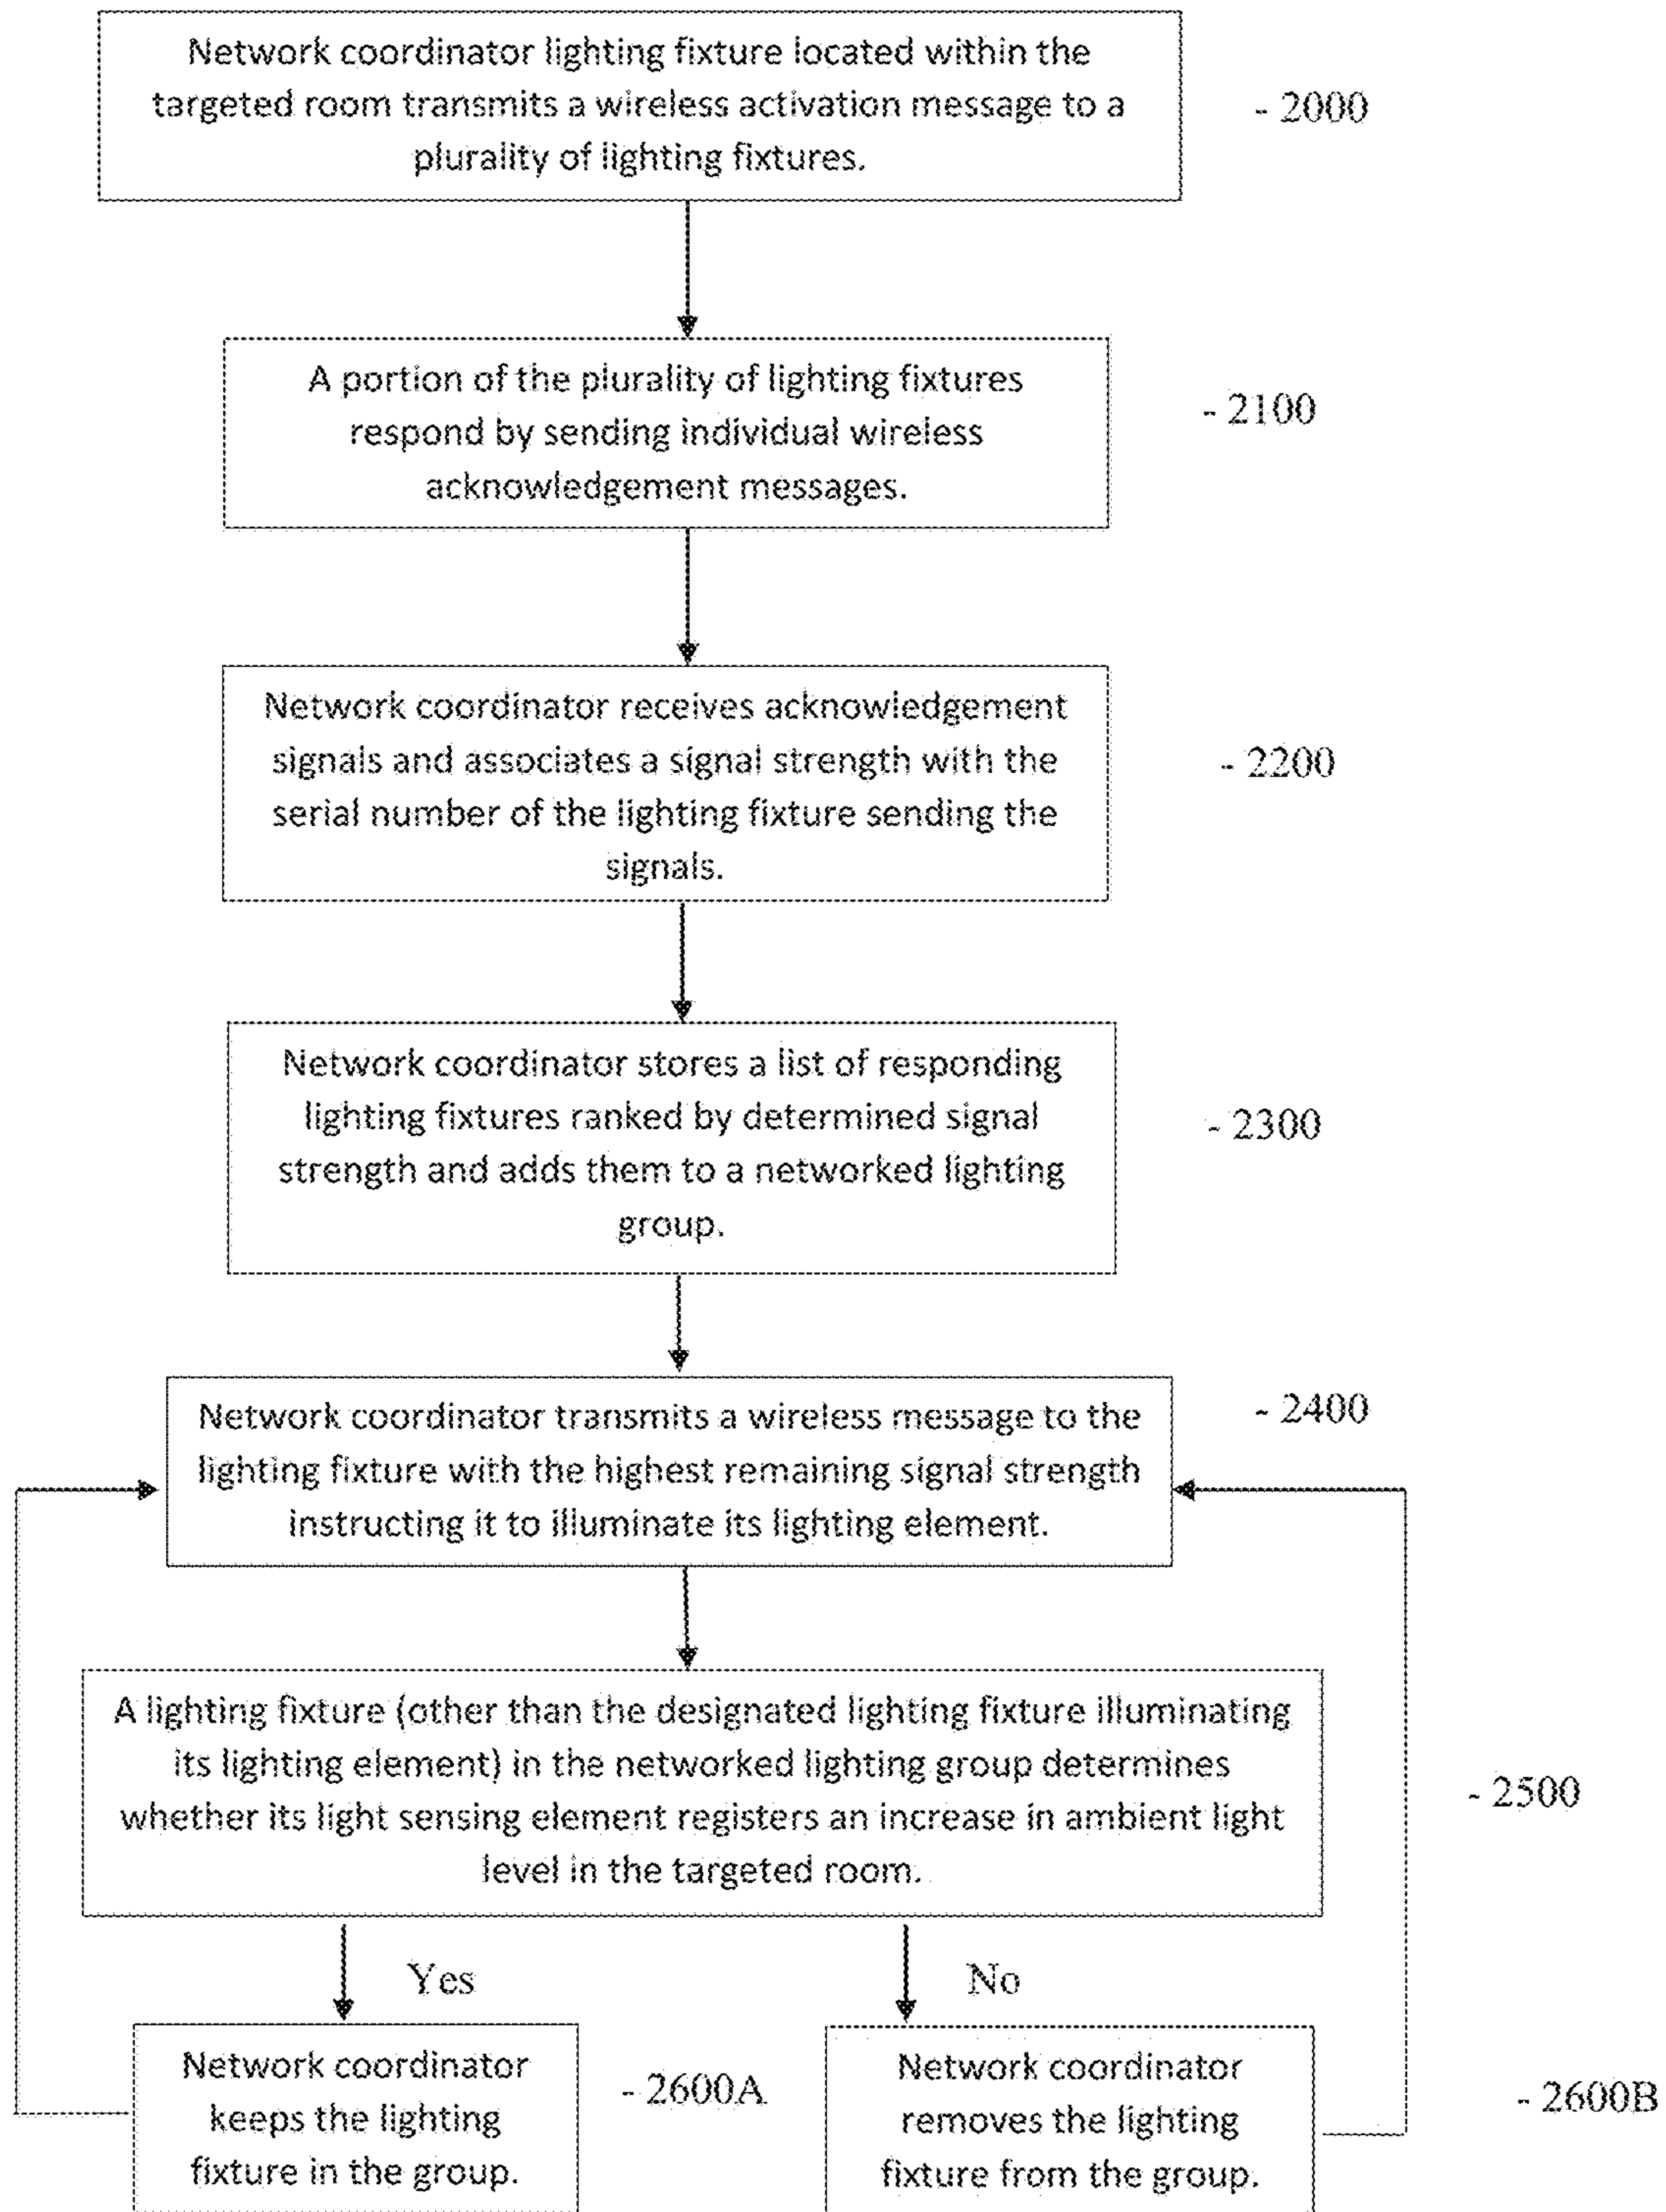 Network coordinator lighting fixture located within the
targeted room transmits a wireless activation message to a
plurality of lighting fixtures.
- 2000
A portion of the plurality of lighting fixtures
respond by sending individual wireless
acknowledgement messages.
- 2100
Network coordinator receives acknowledgement
signals and associates a signal strength with the
serial number of the lighting fixture sending the
signals.
- 2200
Network coordinator stores a list of responding
lighting fixtures ranked by determined signal
strength and adds them to a networked lighting
group.
- 2300
Network coordinator transmits a wireless message to the
lighting fixture with the highest remaining signal strength
instructing it to illuminate its lighting element.
- 2400
A lighting fixture (other than the designated lighting fixture illuminating
its lighting element) in the networked lighting group determines
whether its light sensing element registers an increase in ambient light
level in the targeted room.
- 2500
Yes
No
Network coordinator
keeps the lighting
fixture in the group.
- 2600A
Network coordinator
removes the lighting
fixture from the group.
- 2600B